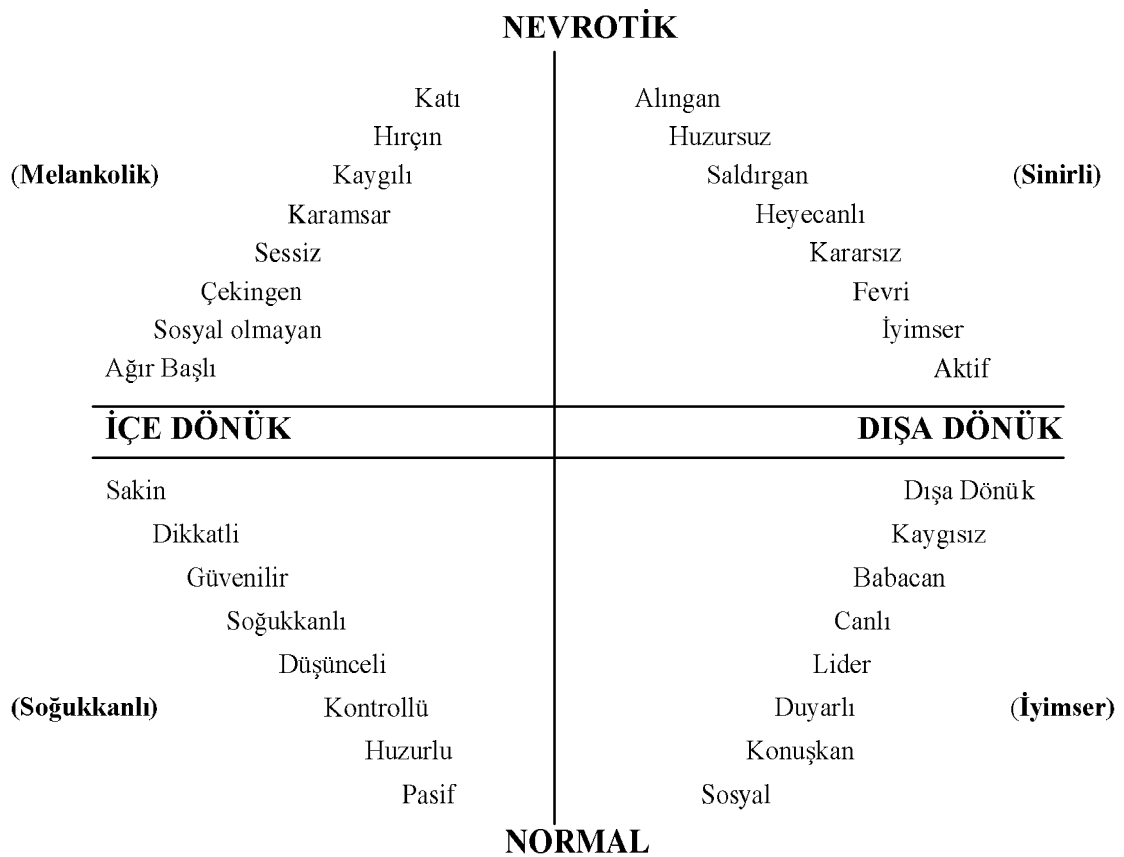 NEVROTİK
Katı Alıngan
Hırçın Huzursuz
(Melankolik) Kaygılı Saldırgan (Sinirli)
Karamsar Heyecanlı
Sessiz Kararsız
Çekingen Fevri
Sosyal olmayan İyimser
Ağır Başlı Aktif
İÇE DÖNÜK DIŞA DÖNÜK
Sakin Dışa Dönük
Dikkatli Kaygısız
Güvenilir Babacan
Soğukkanlı Canlı
Düşünceli Lider
(Soğukkanlı) Kontrollü Duyarlı (İyimser)
Huzurlu Konuşkan
Pasif Sosyal
NORMAL